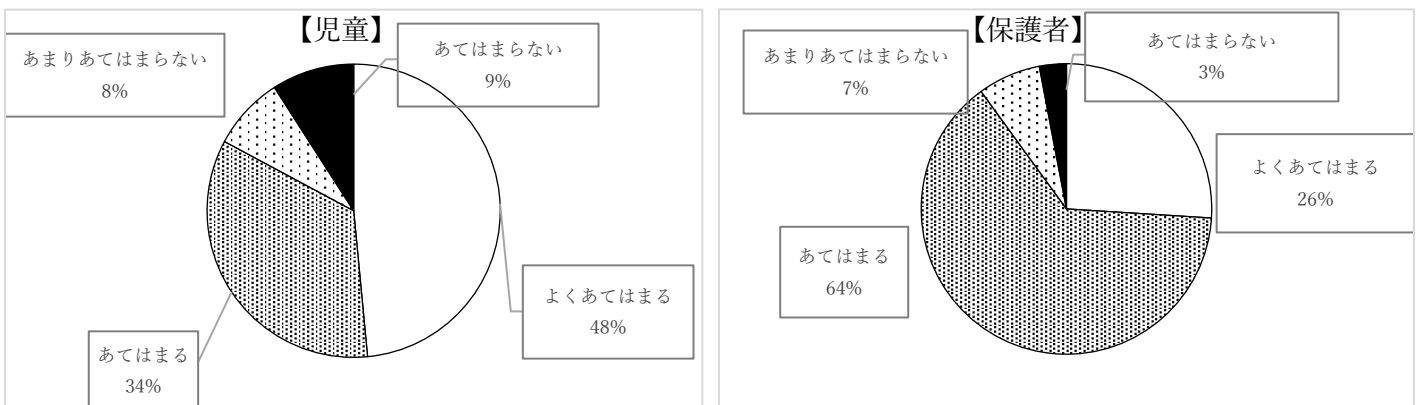 【児童】
あまりあてはまらない
8%
あてはまらない
9%
よくあてはまる
48%
あてはまる
34%
【保護者】
あまりあてはまらない
7%
あてはまらない
3%
よくあてはまる
26%
あてはまる
64%